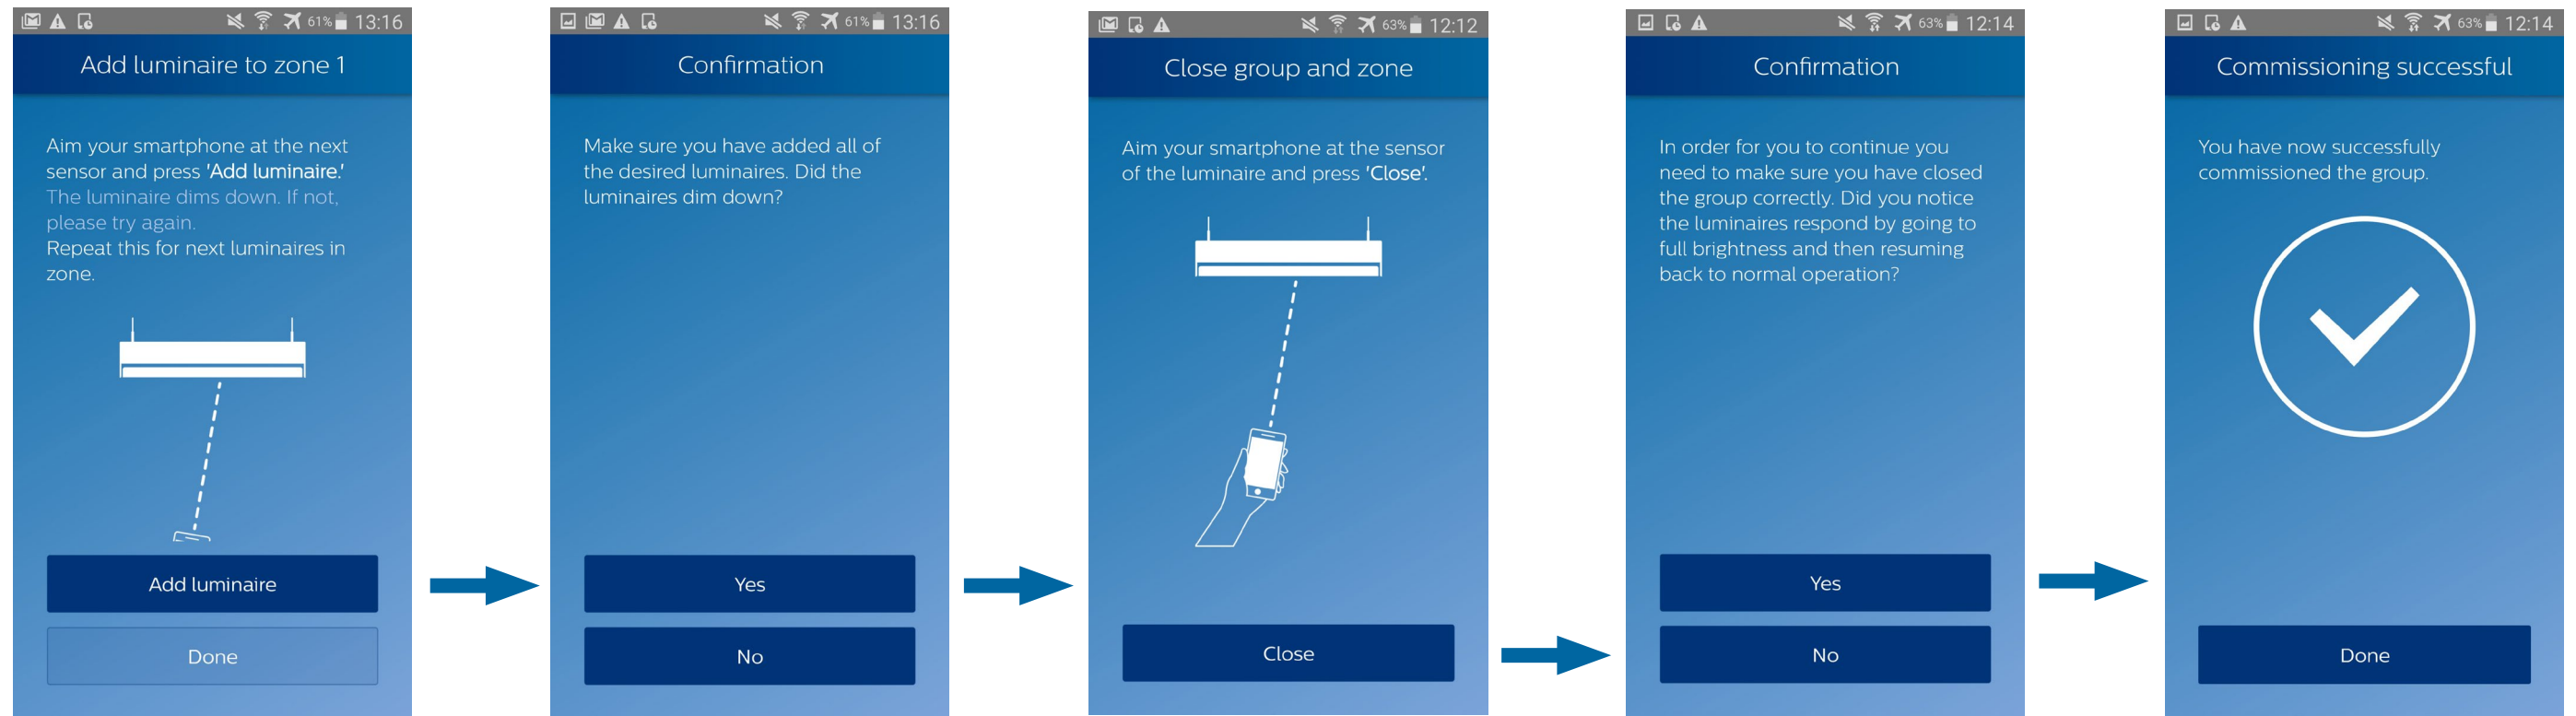 61% 13:16
Add luminaire to zone 1
Aim your smartphone at the next
sensor and press 'Add luminaire.'
The luminaire dims down. If not,
please try again.
Repeat this for next luminaires in
zone.
Add luminaire
Done
61% 13:16
Confirmation
Make sure you have added all of
the desired luminaires. Did the
luminaires dim down?
Yes
No
63% 12:12
Close group and zone
Aim your smartphone at the sensor
of the luminaire and press 'Close'.
Close
63% 12:14
Confirmation
In order for you to continue you
need to make sure you have closed
the group correctly. Did you notice
the luminaires respond by going to
full brightness and then resuming
back to normal operation?
Yes
No
63% 12:14
Commissioning successful
You have now successfully
commissioned the group.
Done